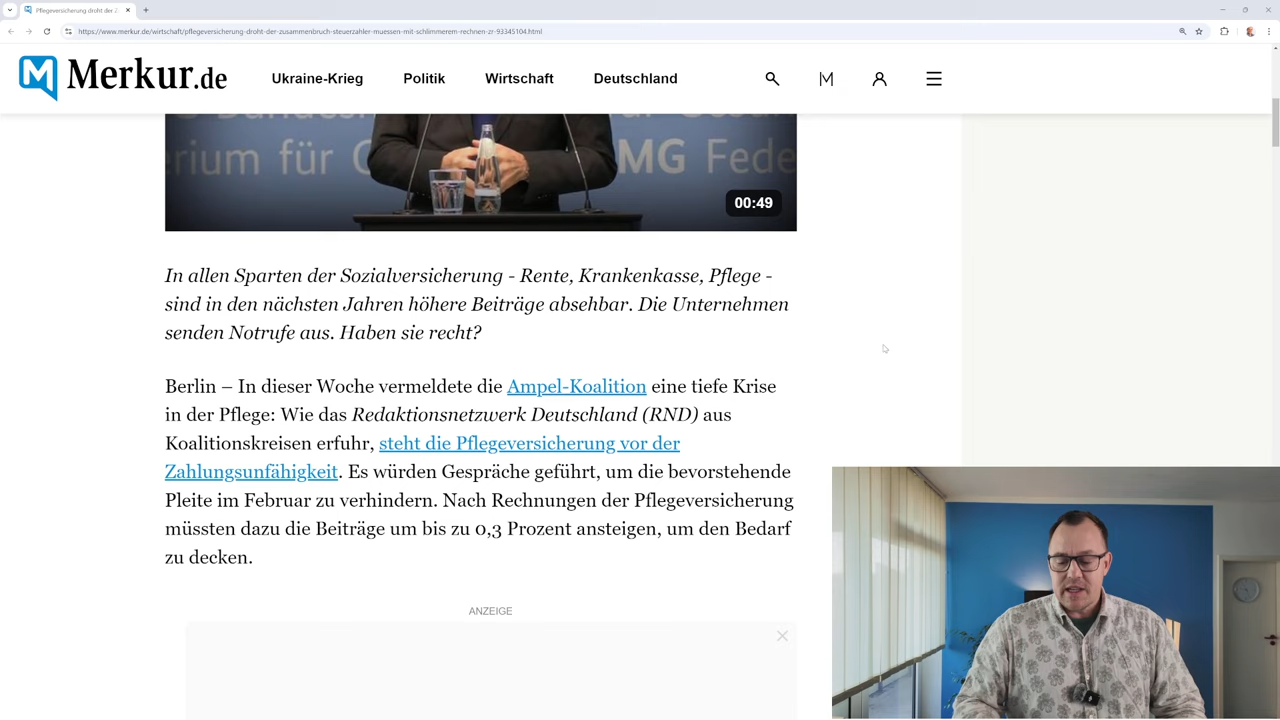 Pflegeversicherung droht der Z
https://www.merkur.de/wirtschaft/pflegeversicherung-droht-der-zusammenbruch-steuerzahler-muessen-mit-schlimmerem-rechnen-zr-93345104.html
Merkur.de
Ukraine-Krieg
Politik
Wirtschaft
Deutschland
M
erium für G
MG Fede
00:49
In allen Sparten der Sozialversicherung - Rente, Krankenkasse, Pflege -
sind in den nächsten Jahren höhere Beiträge absehbar. Die Unternehmen
senden Notrufe aus. Haben sie recht?
Berlin – In dieser Woche vermeldete die Ampel-Koalition eine tiefe Krise
in der Pflege: Wie das Redaktionsnetzwerk Deutschland (RND) aus
Koalitionskreisen erfuhr, steht die Pflegeversicherung vor der
Zahlungsunfähigkeit. Es würden Gespräche geführt, um die bevorstehende
Pleite im Februar zu verhindern. Nach Rechnungen der Pflegeversicherung
müssten dazu die Beiträge um bis zu 0,3 Prozent ansteigen, um den Bedarf
zu decken.
ANZEIGE